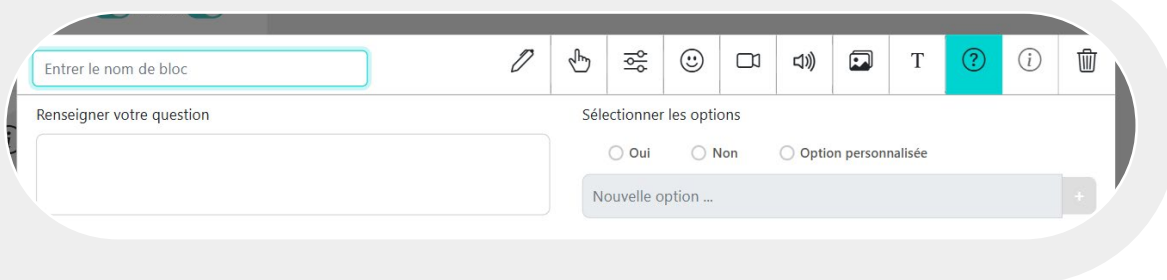 Entrer le nom de bloc
T
?
i
Renseigner votre question
Sélectionner les options
Oui
Non
Option personnalisée
Nouvelle option ...
+